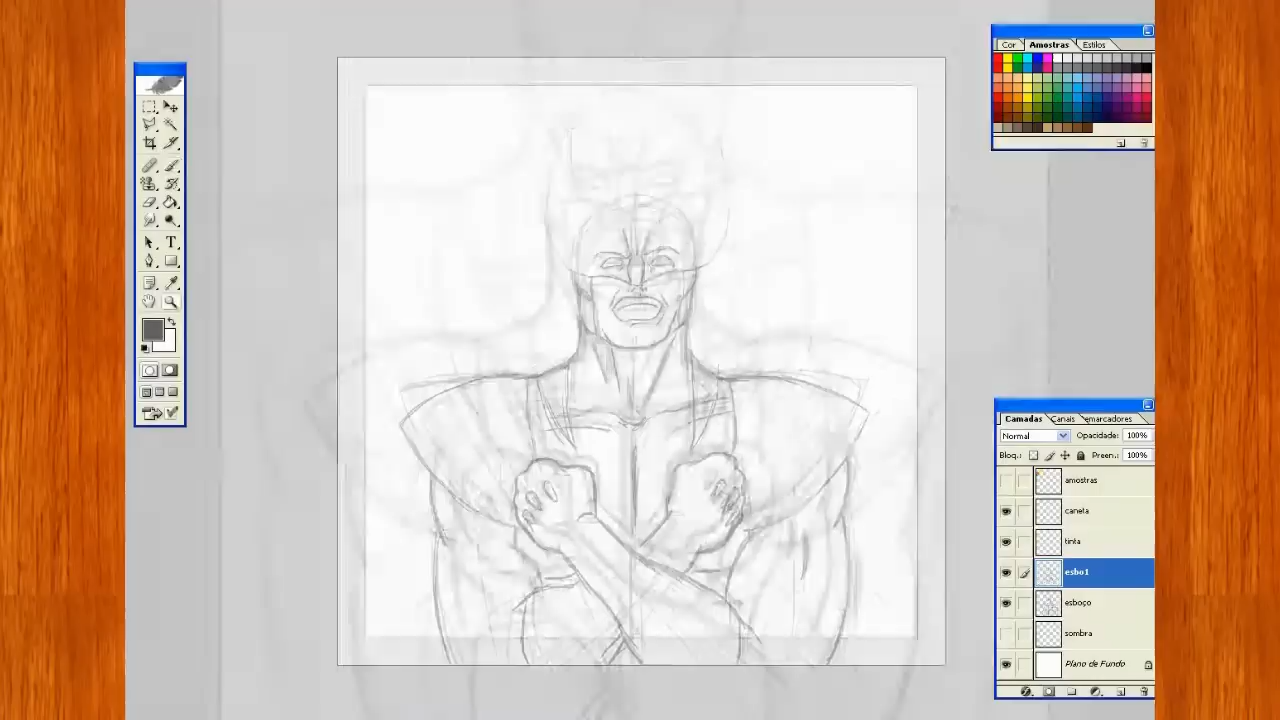 Cor Amostras Estilos
Camadas Canais emarcadores
Normal Opacidade: 100%
Bloq.: Preen.: 100%
amostras
caneta
tinta
esbo1
esboço
sombra
Plano de Fundo
T